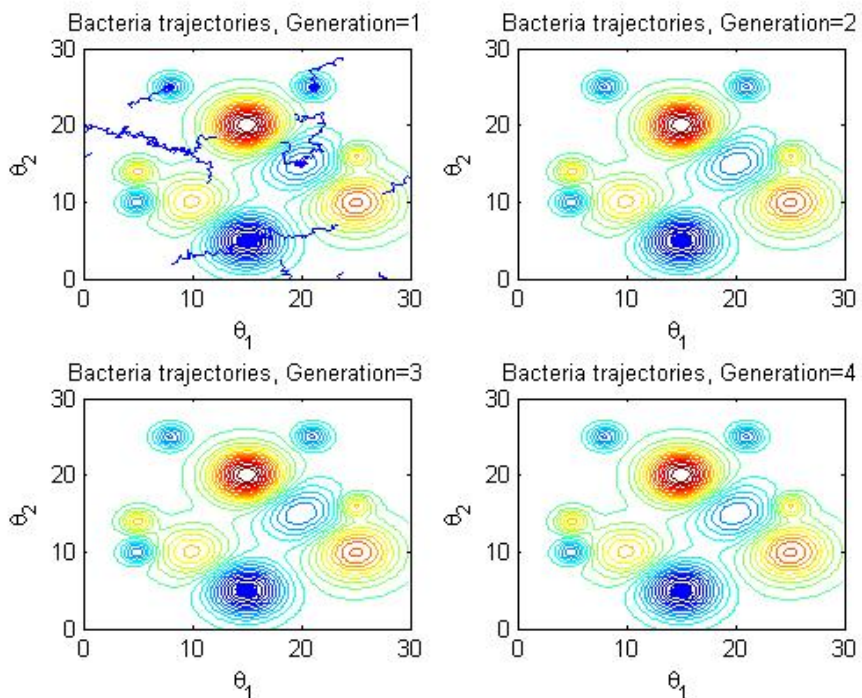 Bacteria trajectories, Generation=1
30
20
10
0
θ2
0 10 20 30
θ1
Bacteria trajectories, Generation=2
30
20
10
0
θ2
0 10 20 30
θ1
Bacteria trajectories, Generation=3
30
20
10
0
θ2
0 10 20 30
θ1
Bacteria trajectories, Generation=4
30
20
10
0
θ2
0 10 20 30
θ1